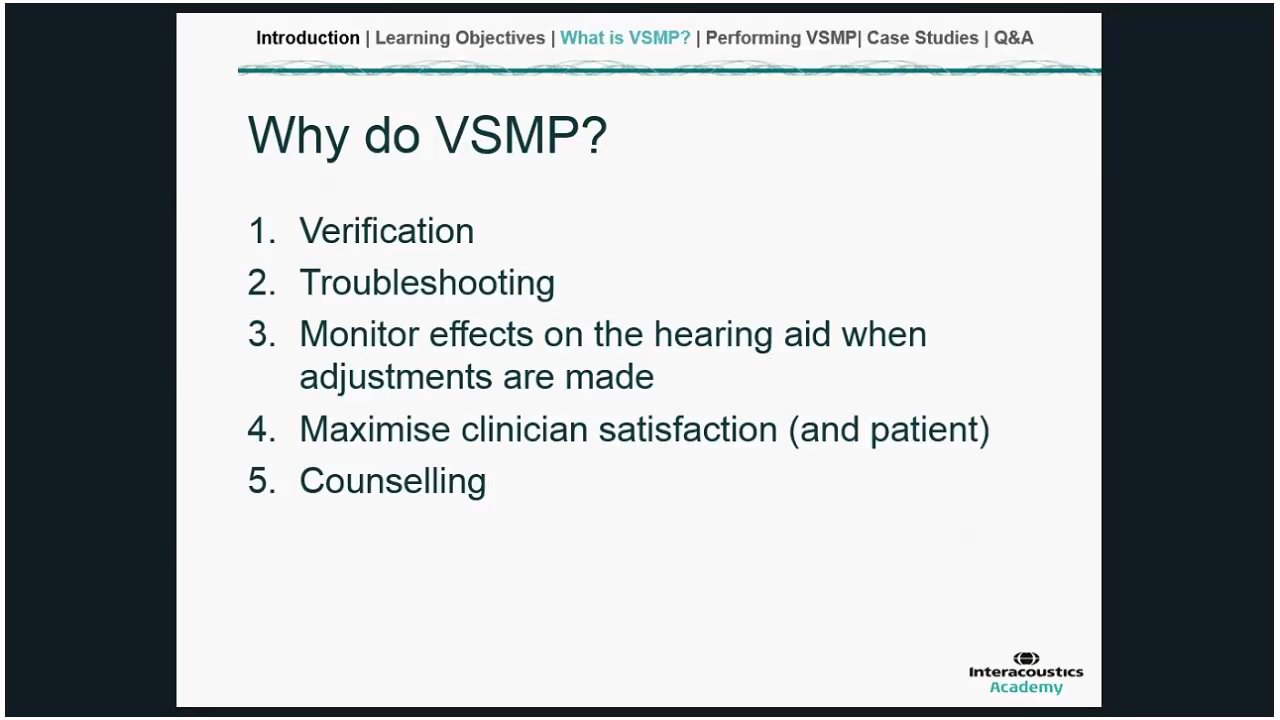 Introduction | Learning Objectives | What is VSMP? | Performing VSMP| Case Studies | Q&A
Why do VSMP?
1. Verification
2. Troubleshooting
3. Monitor effects on the hearing aid when
adjustments are made
4. Maximise clinician satisfaction (and patient)
5. Counselling
Interacoustics
Academy